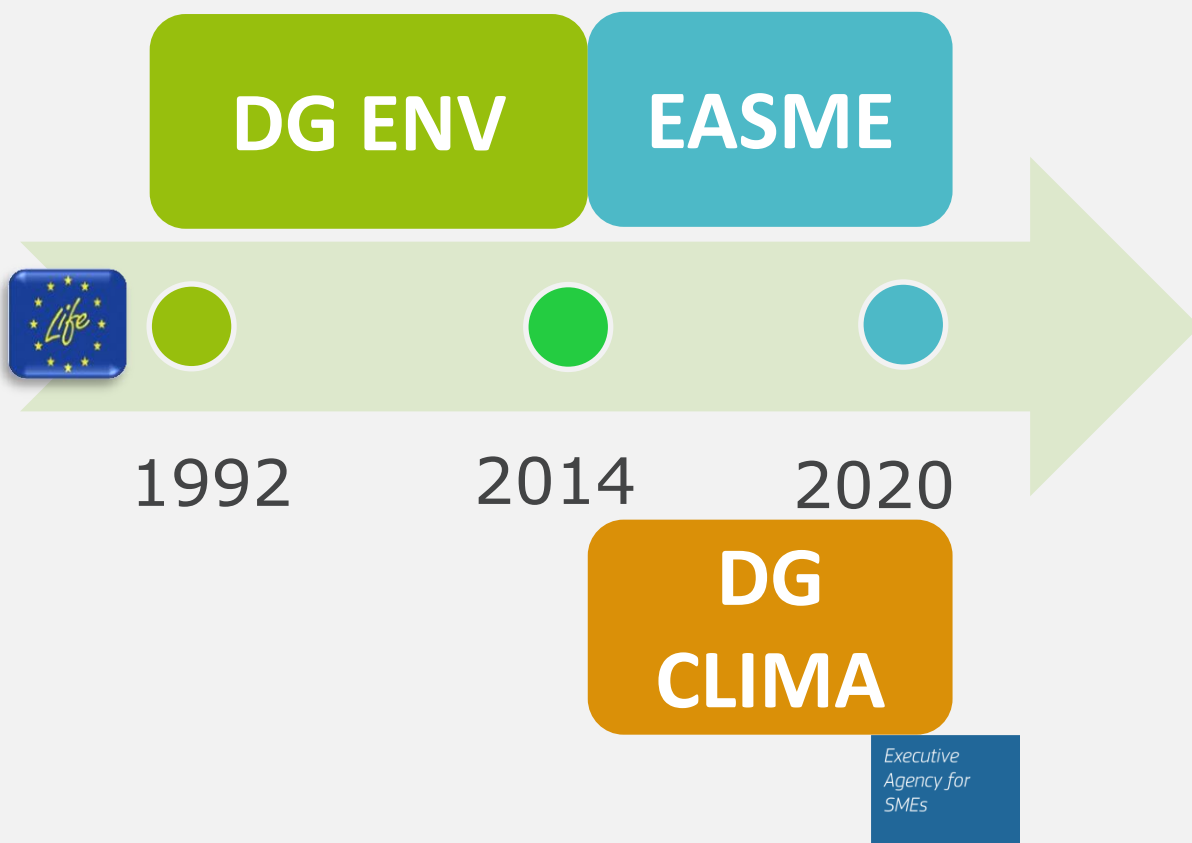 DG ENV
EASME
Life
1992
2014
2020
DG
CLIMA
Executive
Agency for
SMEs